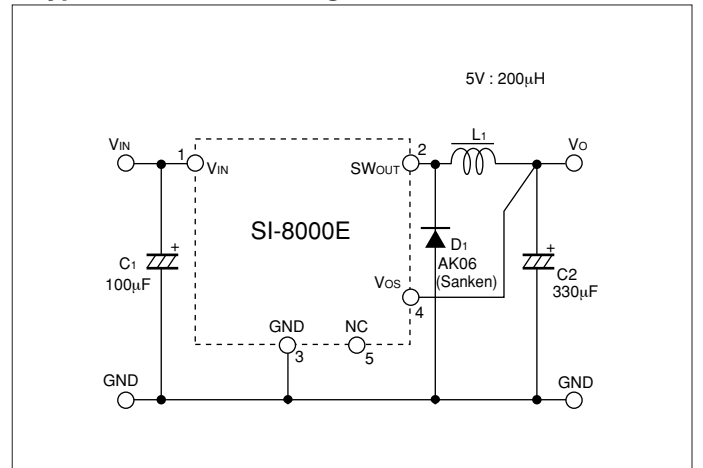 5V : 200µH
L1
VIN
1
VIN
2
SWOUT
VO
SI-8000E
+
C1
100µF
D1
AK06
(Sanken)
+
C2
330µF
VOS
4
GND
3
NC
5
GND
GND